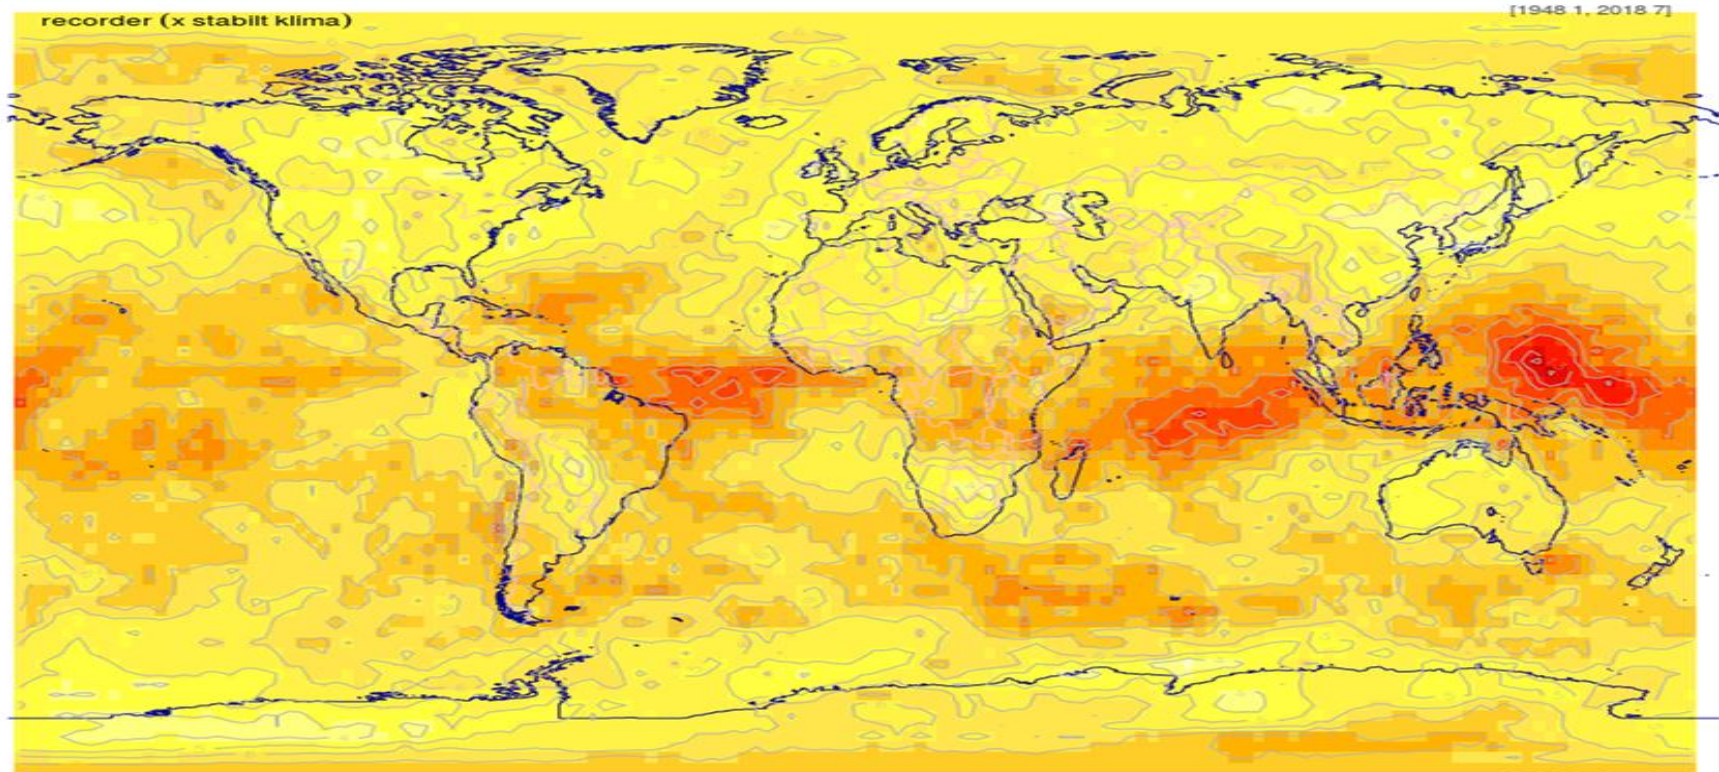 recorder (x stabilt klima)
[1948 1, 2018 7]